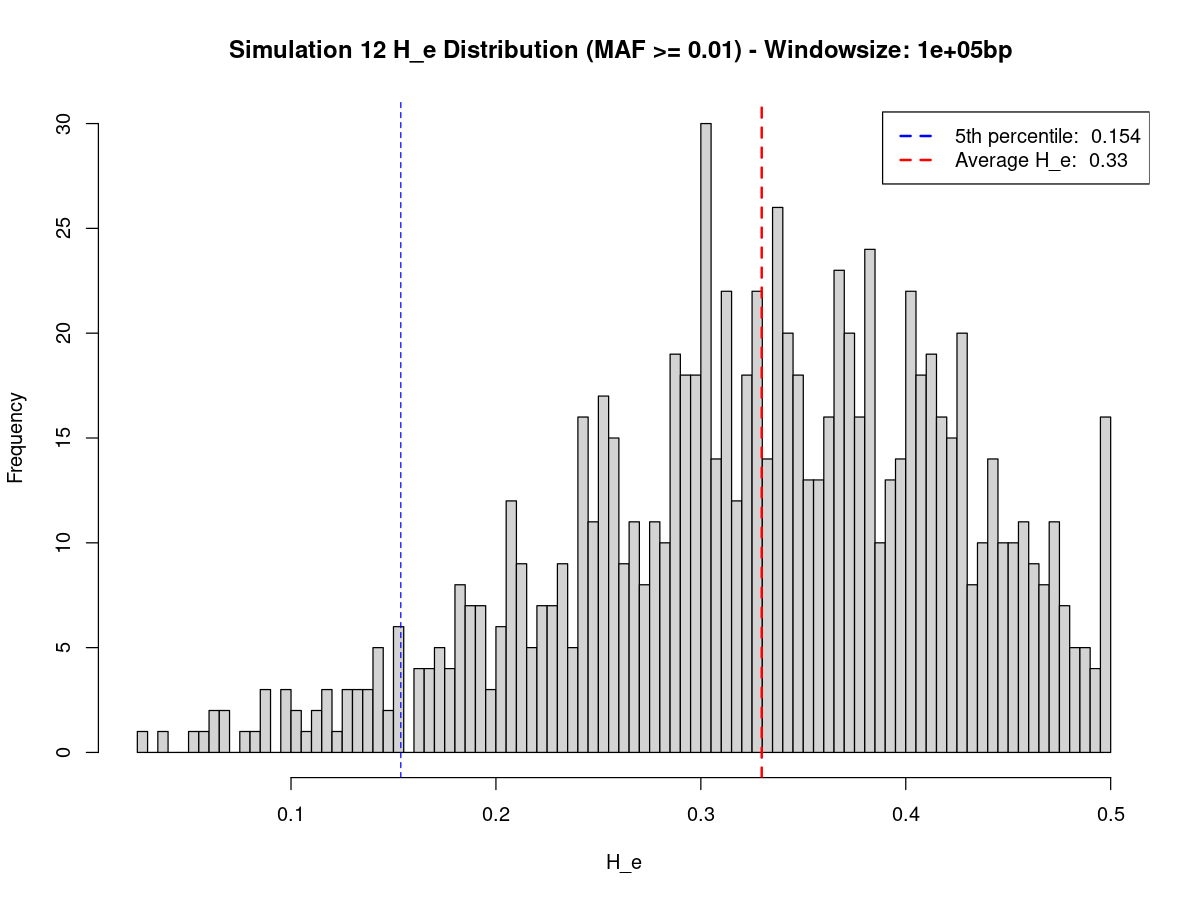 Simulation 12 H_e Distribution (MAF >= 0.01) - Windowsize: 1e+05bp
5th percentile:  0.154
Average H_e:  0.33
Frequency
30
25
20
15
10
5
0
0.1 0.2 0.3 0.4 0.5
H_e